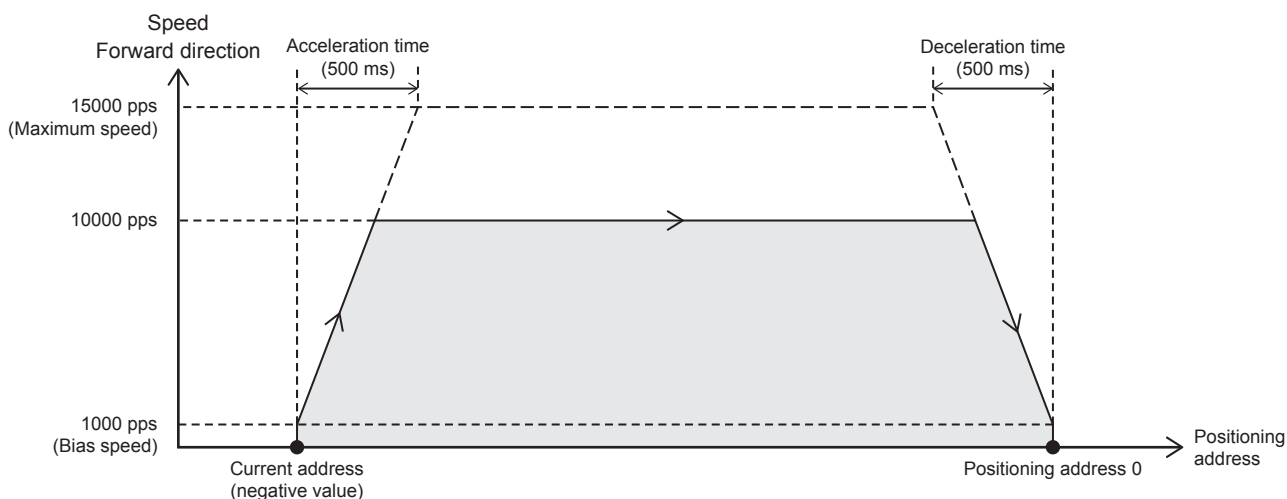 Speed
Forward direction
Acceleration time
(500 ms)
Deceleration time
(500 ms)
15000 pps
(Maximum speed)
10000 pps
1000 pps
(Bias speed)
Current address
(negative value)
Positioning address 0
Positioning
address